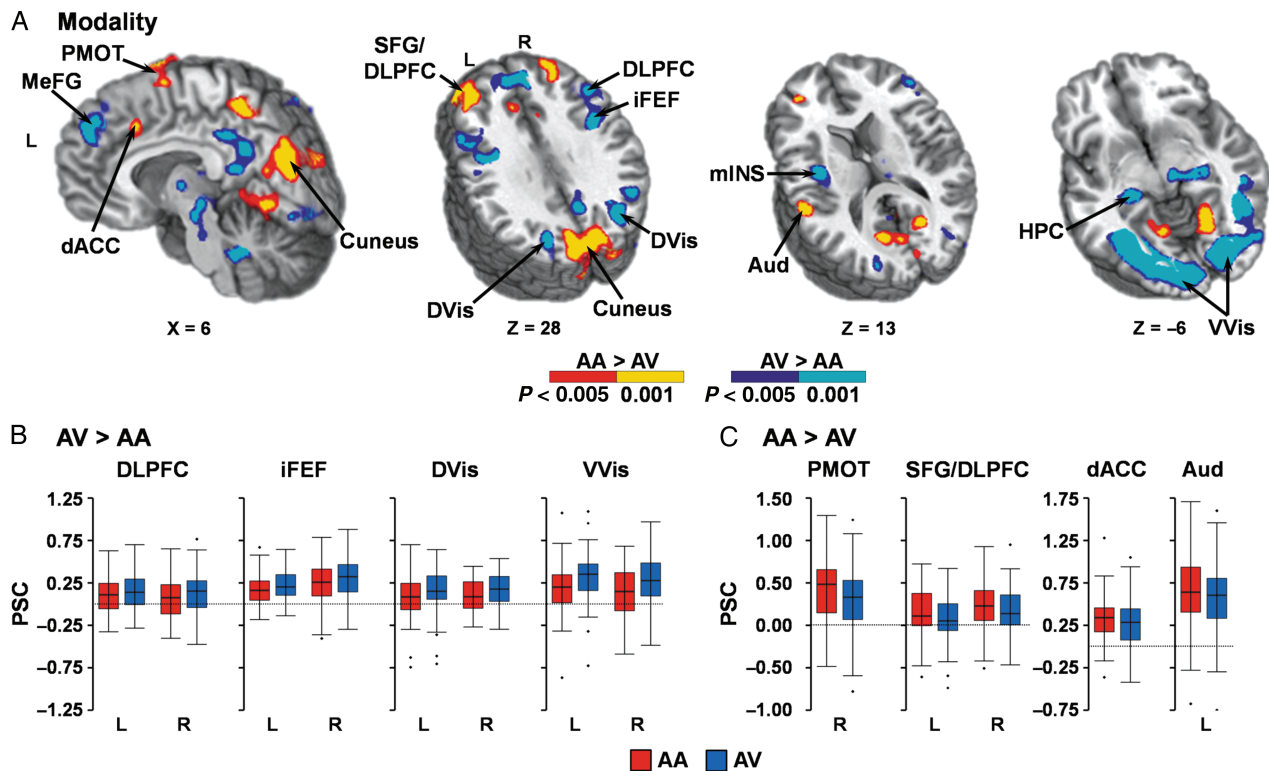 A Modality
PMOT
MeFG
L
dACC
Cuneus
X = 6
SFG/
DLPFC
L
R
DLPFC
iFEF
DVis
DVis
Cuneus
Z = 28
mINS
Aud
Z = 13
HPC
VVis
Z = –6
AA > AV
P < 0.005 0.001
AV > AA
P < 0.005 0.001
B AV > AA
DLPFC iFEF DVis VVis
PSC
1.25
0.75
0.25
–0.25
–0.75
–1.25
L R L R L R L R
C AA > AV
PMOT SFG/DLPFC dACC Aud
PSC
1.50
1.00
0.50
0.00
–0.50
–1.00
1.75
1.25
0.75
0.25
–0.25
–0.75
R L R L
AA AV